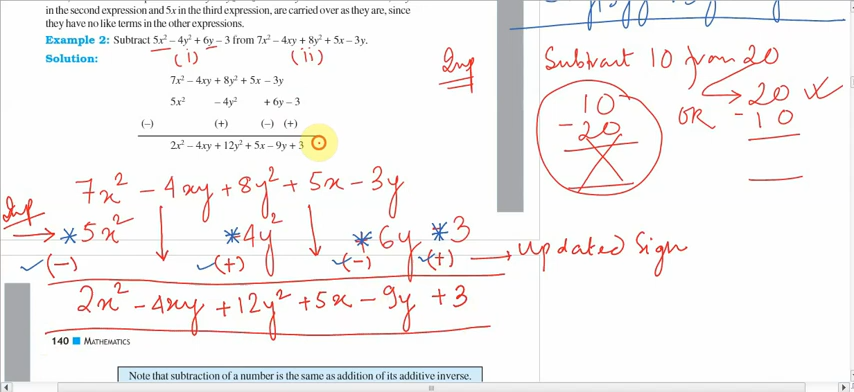 in the second expression and 5x in the third expression, are carried over as they are, since
they have no like terms in the other expressions.
Example 2: Subtract 5x² – 4y² + 6y – 3 from 7x² – 4xy + 8y² + 5x – 3y.
(i) (ii)
Solution:
7x² – 4xy + 8y² + 5x – 3y
5x² – 4y² + 6y – 3
(–) (+) (–) (+)
2x² – 4xy + 12y² + 5x – 9y + 3
Imp
7x² - 4xy + 8y² + 5x - 3y
Imp
* 5x² * 4y² * 6y * 3
(-) (+) (-) (+) → Updated Sign
2x² - 4xy + 12y² + 5x - 9y + 3
140 MATHEMATICS
Note that subtraction of a number is the same as addition of its additive inverse.
Subtract 10 from 20
10
- 20
OR
20
- 10